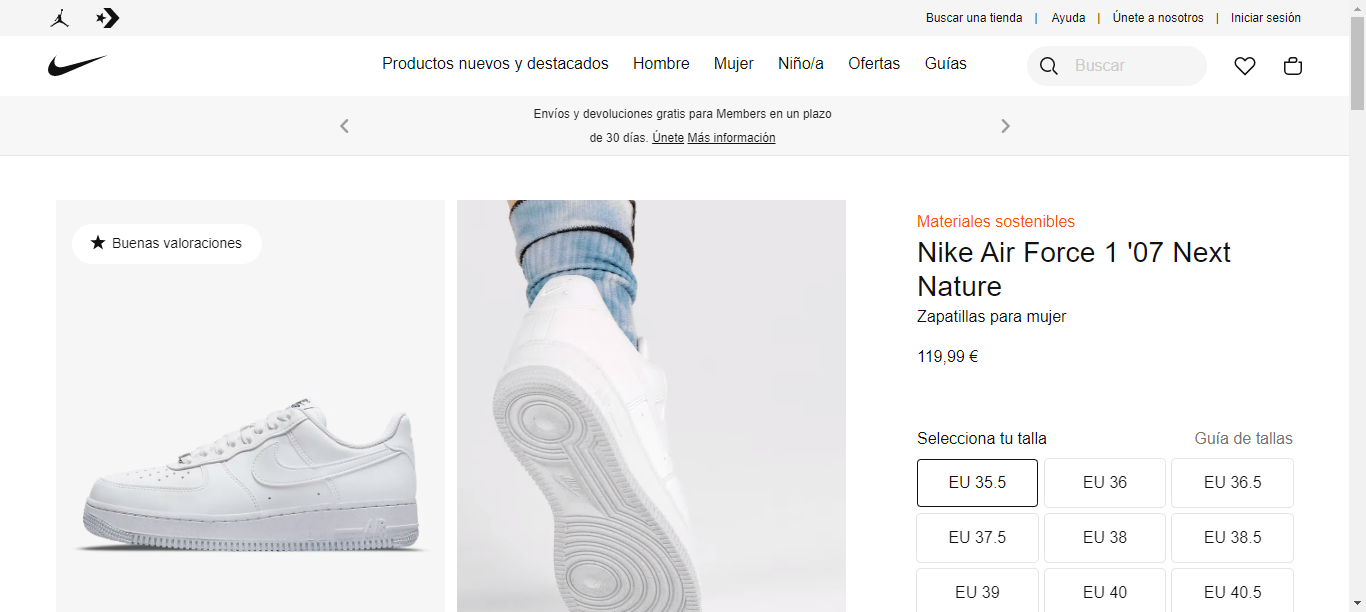 Buscar una tienda | Ayuda | Únete a nosotros | Iniciar sesión
Productos nuevos y destacados Hombre Mujer Niño/a Ofertas Guías Buscar
Envíos y devoluciones gratis para Members en un plazo
de 30 días. Únete Más información
Buenas valoraciones
Materiales sostenibles
Nike Air Force 1 '07 Next
Nature
Zapatillas para mujer
119,99 €
Selecciona tu talla Guía de tallas
EU 35.5 EU 36 EU 36.5
EU 37.5 EU 38 EU 38.5
EU 39 EU 40 EU 40.5